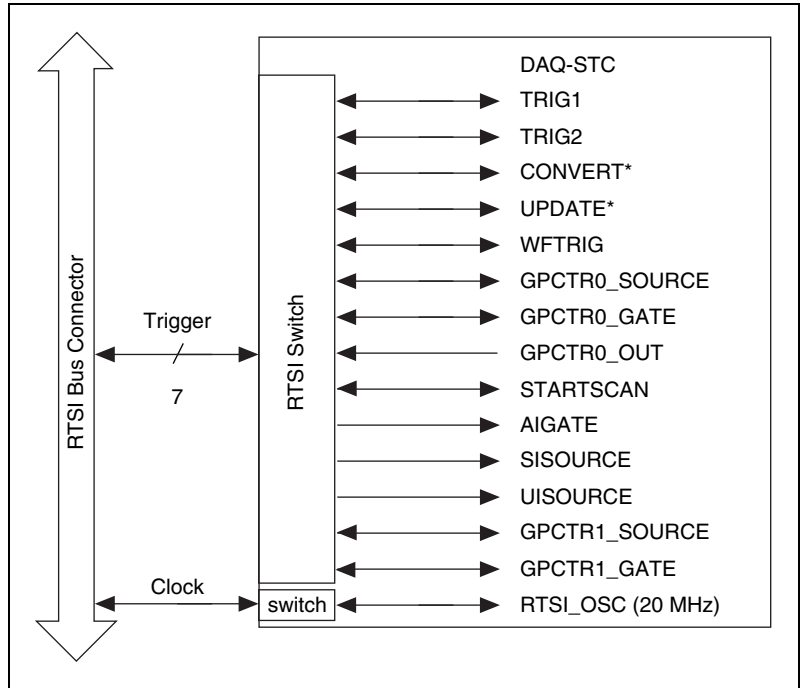 DAQ-STC
TRIG1
TRIG2
CONVERT*
UPDATE*
WFTRIG
GPCTR0_SOURCE
GPCTR0_GATE
GPCTR0_OUT
STARTSCAN
AIGATE
SISOURCE
UISOURCE
GPCTR1_SOURCE
GPCTR1_GATE
RTSI_OSC (20 MHz)
RTSI Bus Connector
Trigger
7
Clock
RTSI Switch
switch